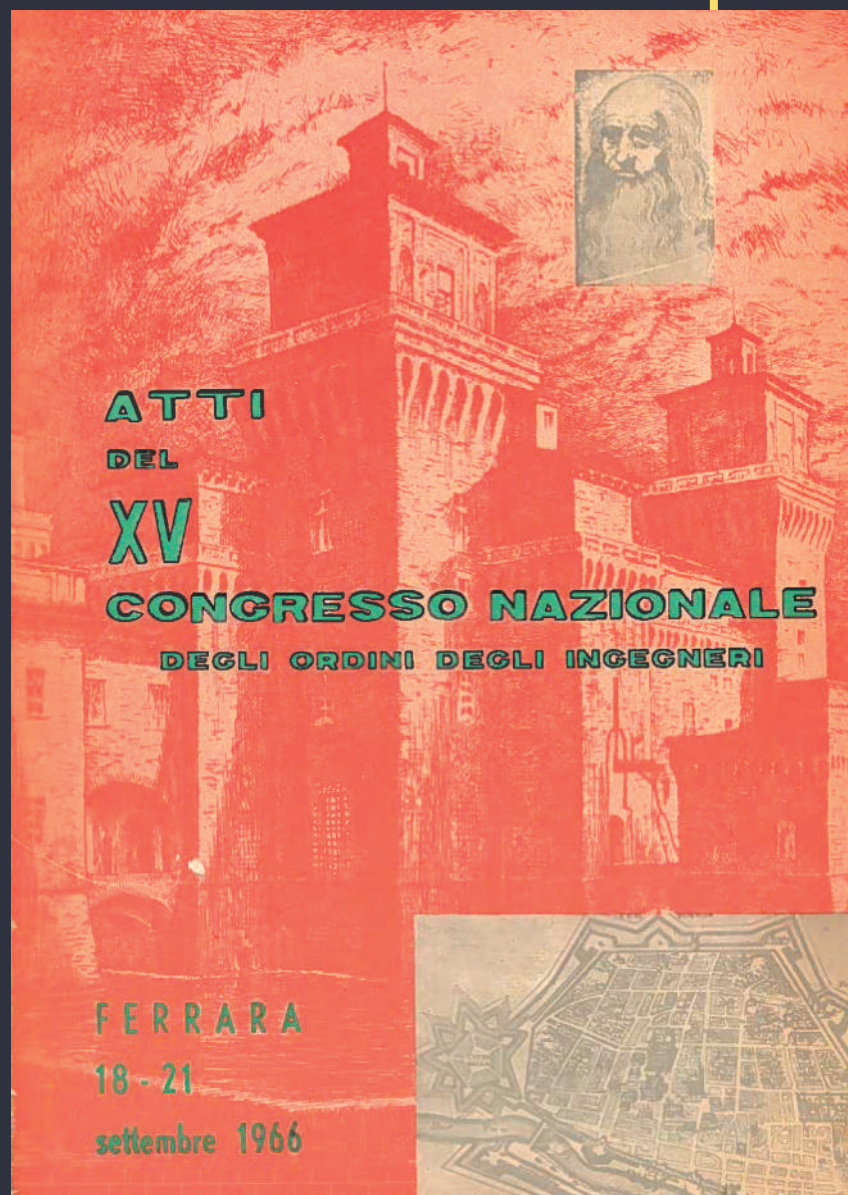 ATTI
DEL
XV
CONGRESSO NAZIONALE
DEGLI ORDINI DEGLI INGEGNERI
FERRARA
18 - 21
settembre 1966